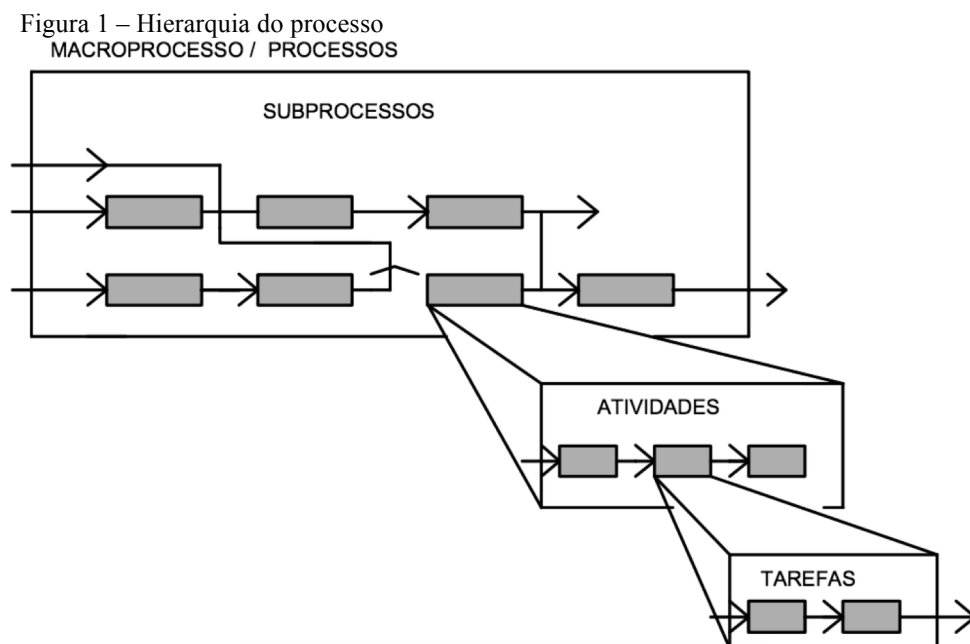 Figura 1 – Hierarquia do processo
MACROPROCESSO / PROCESSOS
SUBPROCESSOS
ATIVIDADES
TAREFAS